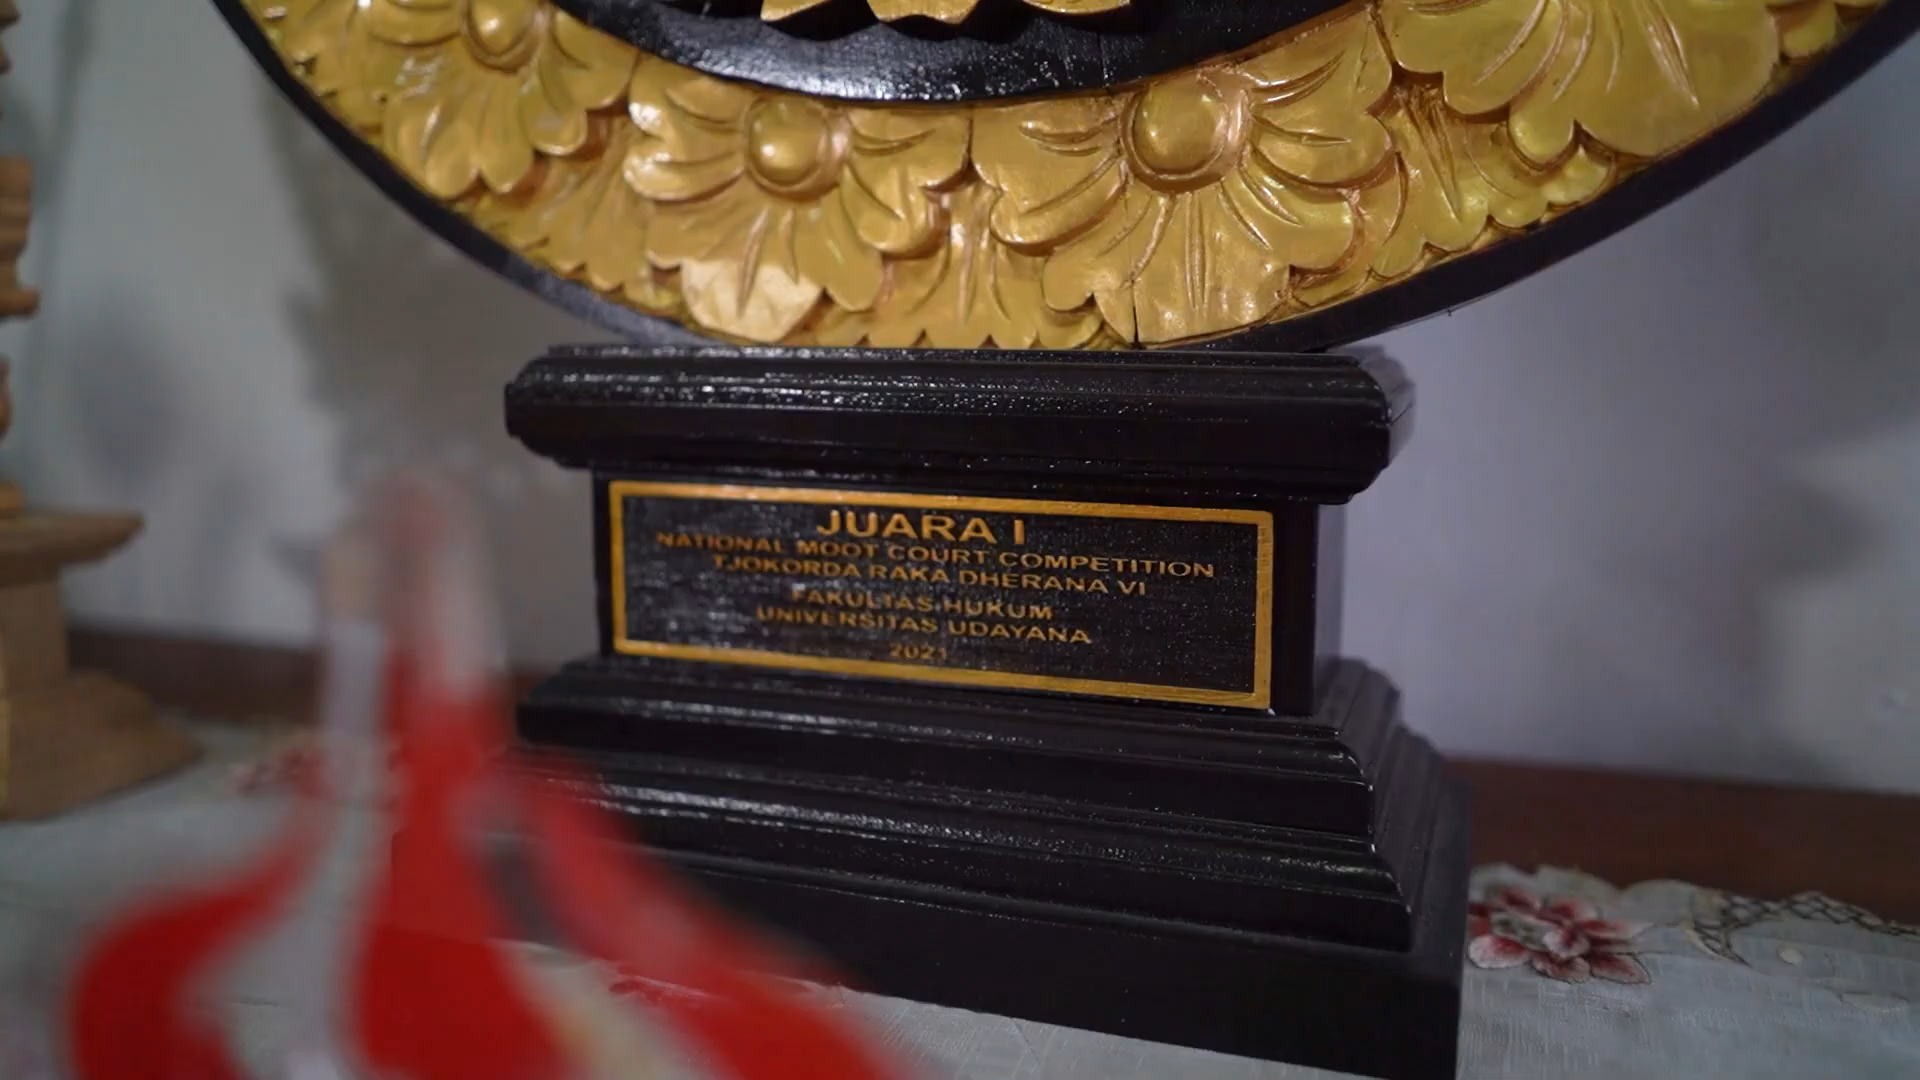 JUARA I
NATIONAL MOOT COURT COMPETITION
TJOKORDA RAKA DHERANA VI
FAKULTAS HUKUM
UNIVERSITAS UDAYANA
2021